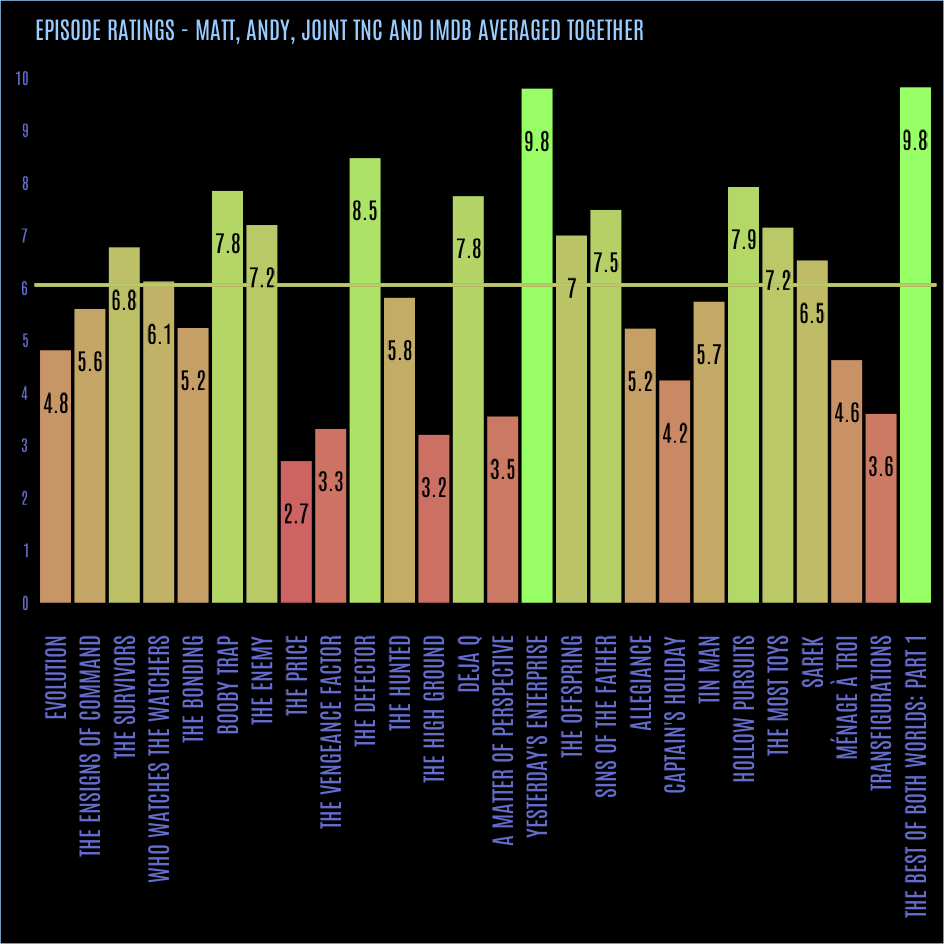 EPISODE RATINGS - MATT, ANDY, JOINT TNC AND IMDB AVERAGED TOGETHER
10
9
8
7
6
5
4
3
2
1
0
4.8
5.6
6.8
6.1
5.2
7.8
7.2
2.7
3.3
8.5
5.8
3.2
7.8
3.5
9.8
7
7.5
5.2
4.2
5.7
7.9
7.2
6.5
4.6
3.6
9.8
EVOLUTION
THE ENSIGNS OF COMMAND
THE SURVIVORS
WHO WATCHES THE WATCHERS
THE BONDING
BOOBY TRAP
THE ENEMY
THE PRICE
THE VENGEANCE FACTOR
THE DEFECTOR
THE HUNTED
THE HIGH GROUND
DEJA Q
A MATTER OF PERSPECTIVE
YESTERDAY'S ENTERPRISE
THE OFFSPRING
SINS OF THE FATHER
ALLEGIANCE
CAPTAIN'S HOLIDAY
TIN MAN
HOLLOW PURSUITS
THE MOST TOYS
SAREK
MÉNAGE À TROI
TRANSFIGURATIONS
THE BEST OF BOTH WORLDS: PART 1